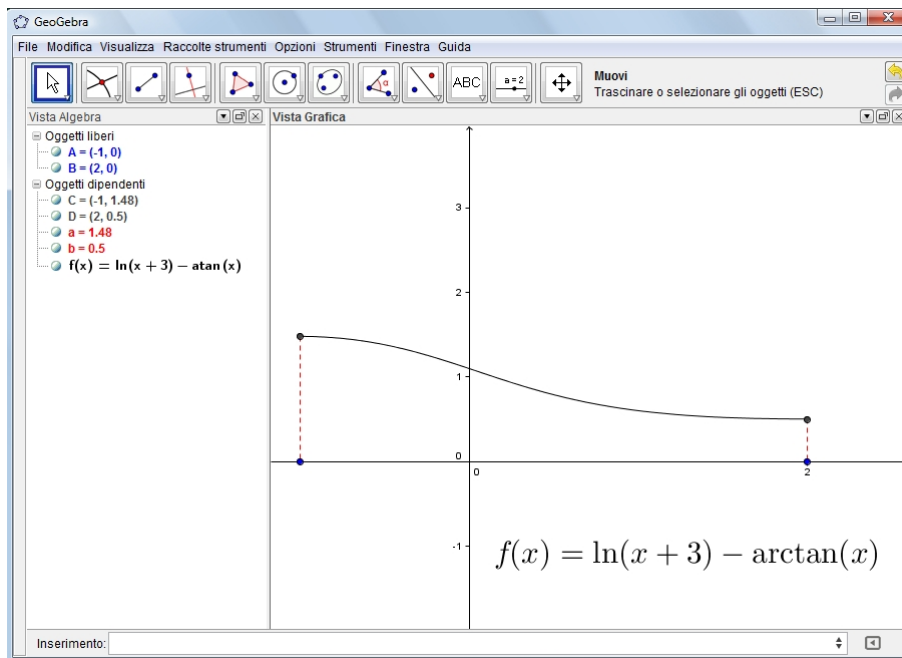 GeoGebra
File Modifica Visualizza Raccolte strumenti Opzioni Strumenti Finestra Guida
ABC
a = 2
α
Muovi
Trascinare o selezionare gli oggetti (ESC)
Vista Algebra
Oggetti liberi
A = (-1, 0)
B = (2, 0)
Oggetti dipendenti
C = (-1, 1.48)
D = (2, 0.5)
a = 1.48
b = 0.5
f(x) = ln(x + 3) − atan(x)
Vista Grafica
3
2
1
0
0
2
-1
f(x) = ln(x + 3) − arctan(x)
Inserimento: